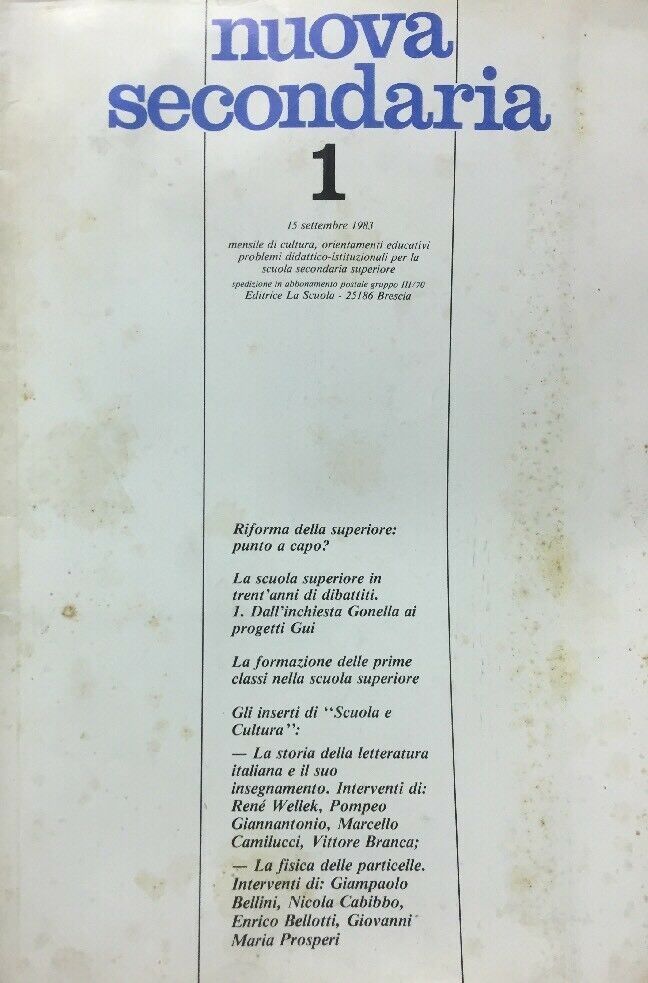 nuova
secondaria
1
15 settembre 1983
mensile di cultura, orientamenti educativi
problemi didattico-istituzionali per la
scuola secondaria superiore
spedizione in abbonamento postale gruppo III/70
Editrice La Scuola - 25186 Brescia
Riforma della superiore:
punto a capo?
La scuola superiore in
trent'anni di dibattiti.
1. Dall'inchiesta Gonella ai
progetti Gui
La formazione delle prime
classi nella scuola superiore
Gli inserti di "Scuola e
Cultura":
— La storia della letteratura
italiana e il suo
insegnamento. Interventi di:
René Wellek, Pompeo
Giannantonio, Marcello
Camilucci, Vittore Branca;
— La fisica delle particelle.
Interventi di: Giampaolo
Bellini, Nicola Cabibbo,
Enrico Bellotti, Giovanni
Maria Prosperi